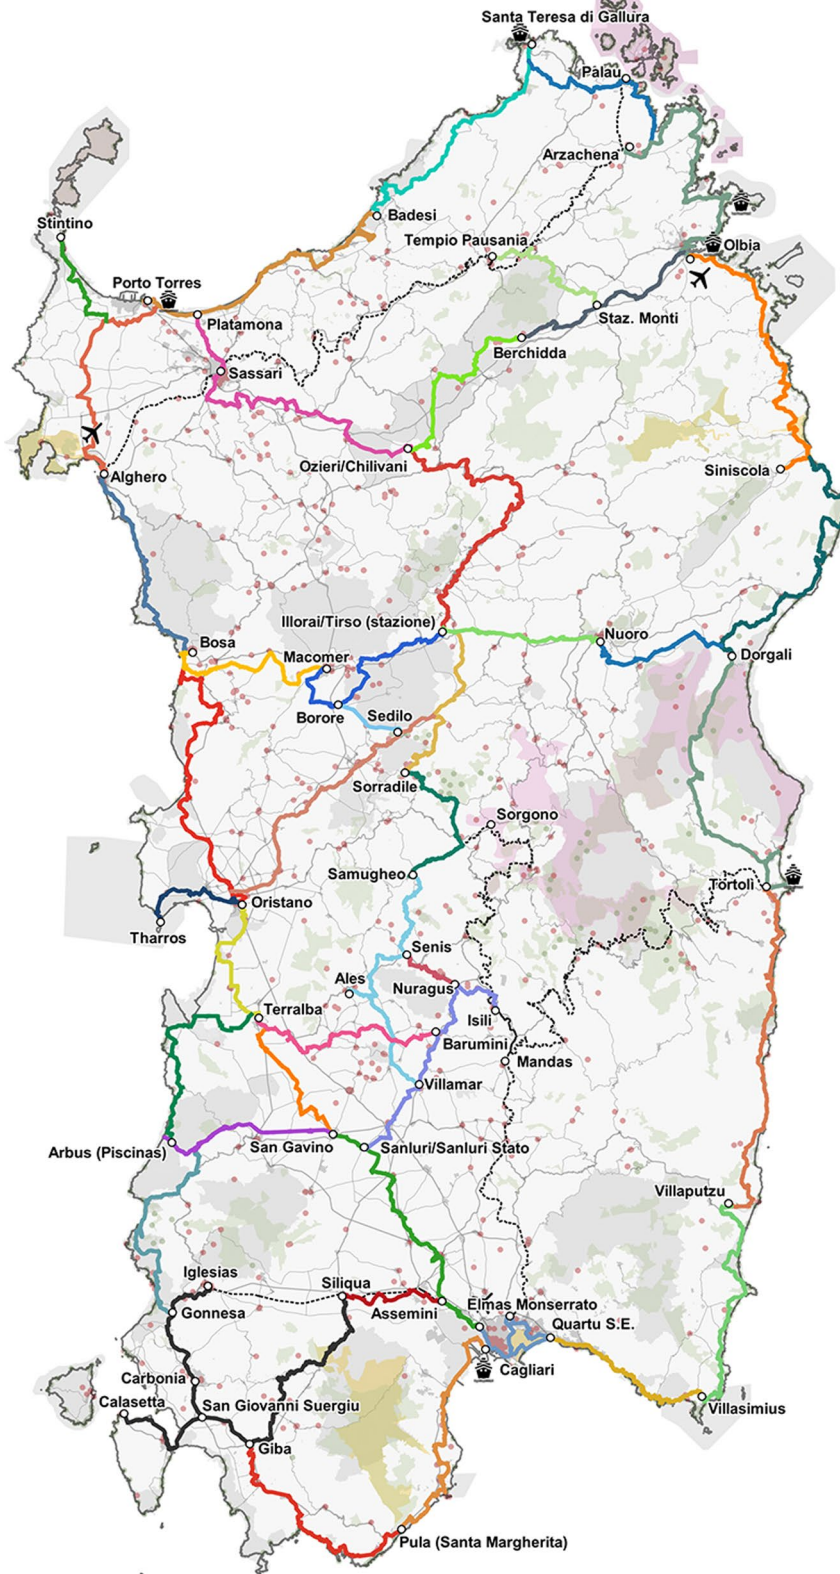 Santa Teresa di Gallura
Palau
Arzachena
Badesi
Stintino
Tempio Pausania
Olbia
Porto Torres
Platamona
Staz. Monti
Berchidda
Sassari
Ozieri/Chilivani
Siniscola
Alghero
Illorai/Tirso (stazione)
Nuoro
Bosa
Macomer
Dorgali
Borore
Sedilo
Sorradile
Sorgono
Samugheo
Tortolì
Oristano
Tharros
Senis
Ales
Nuragus
Terralba
Isili
Barumini
Mandas
Villamar
Arbus (Piscinas)
San Gavino
Sanluri/Sanluri Stato
Villaputzu
Iglesias
Siliqua
Gonnesa
Assemini
Elmas Monserrato
Quartu S.E.
Cagliari
Carbonia
Calasetta
San Giovanni Suergiu
Villasimius
Giba
Pula (Santa Margherita)